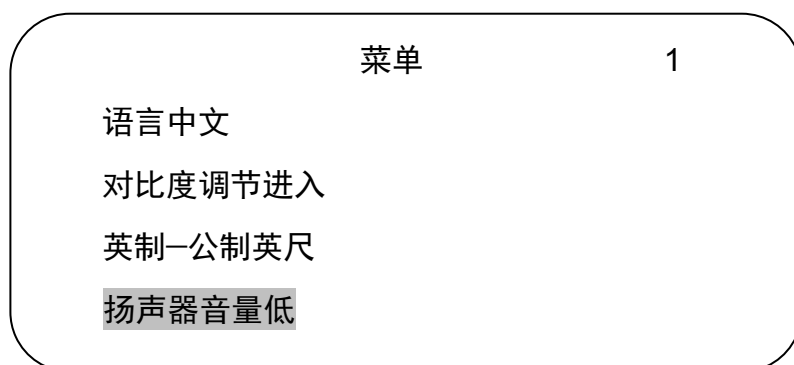 菜单 1
语言中文
对比度调节进入
英制—公制英尺
扬声器音量低